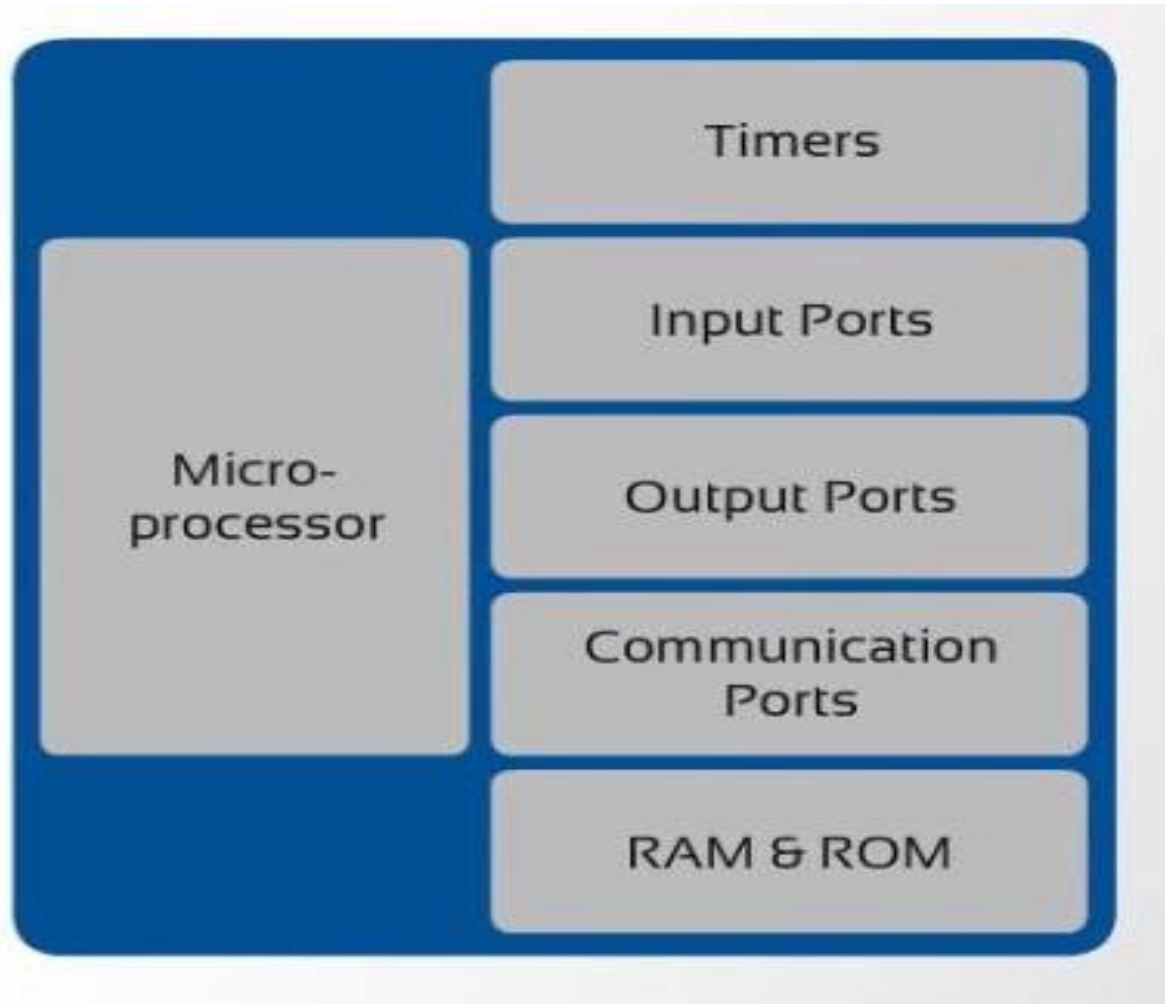 Timers
Input Ports
Micro-
processor
Output Ports
Communication
Ports
RAM & ROM